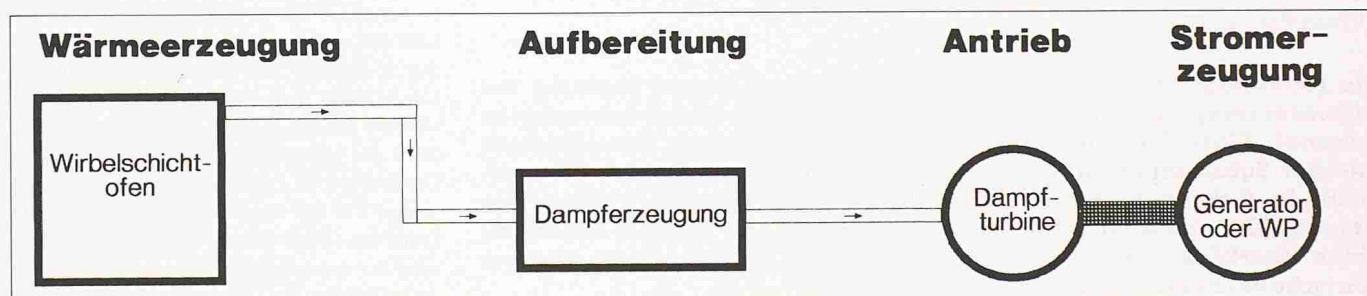 Wärmeerzeugung
Aufbereitung
Antrieb
Stromer-
zeugung
Wirbelschicht-
ofen
Dampferzeugung
Dampf-
turbine
Generator
oder WP